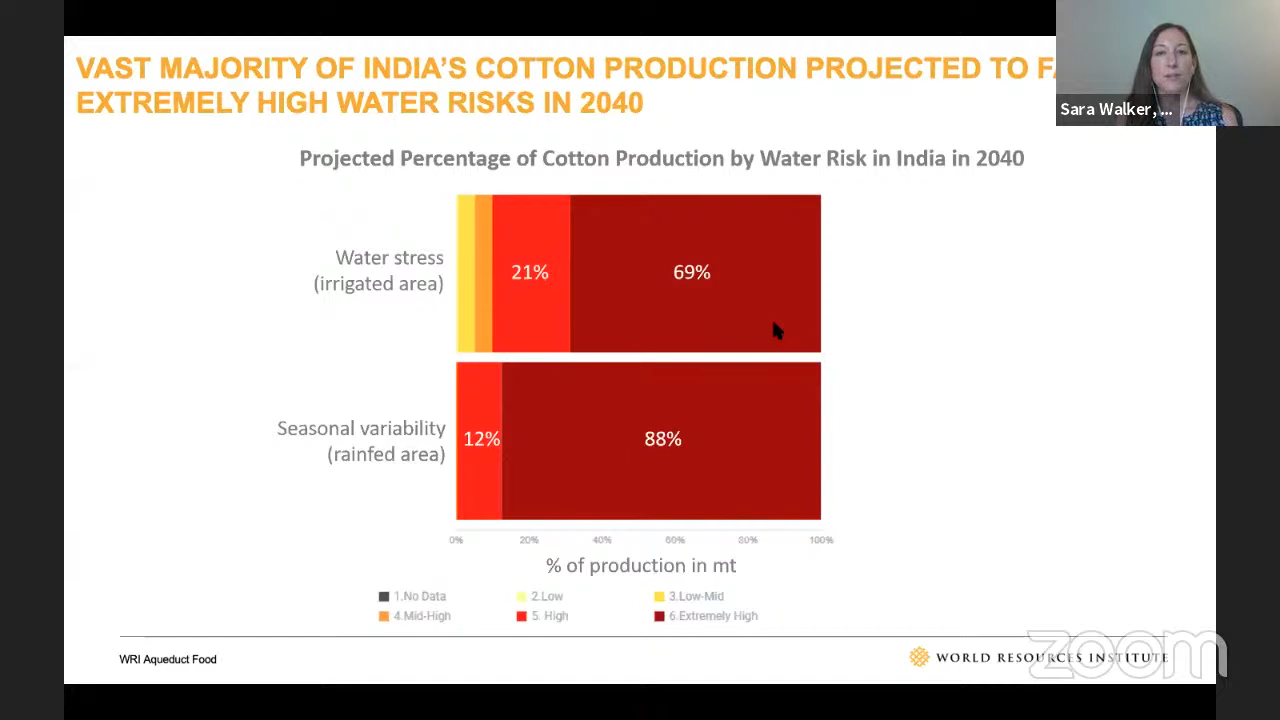 VAST MAJORITY OF INDIA'S COTTON PRODUCTION PROJECTED TO
EXTREMELY HIGH WATER RISKS IN 2040
Sara Walker, ...
Projected Percentage of Cotton Production by Water Risk in India in 2040
Water stress
(irrigated area)
21%
69%
Seasonal variability
(rainfed area)
12%
88%
0% 20% 40% 60% 80% 100%
% of production in mt
1.No Data 2.Low 3.Low-Mid
4.Mid-High 5. High 6.Extremely High
WRI Aqueduct Food
WORLD RESOURCES INSTITUTE
zoom